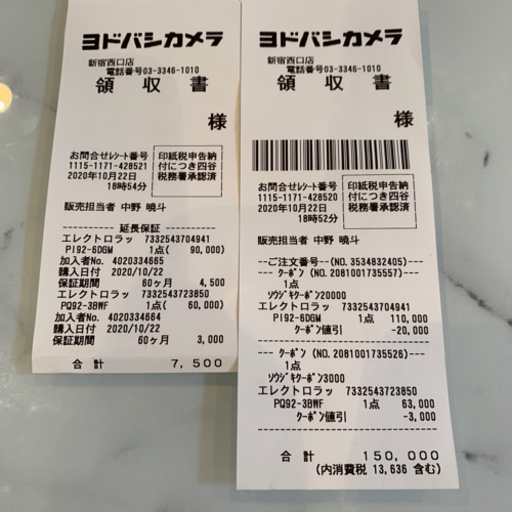 ヨドバシカメラ
新宿西口店
電話番号03-3346-1010
領収書
様
お問合せﾚｼｰﾄ番号
1115-1171-428521
2020年10月22日
18時54分
印紙税申告納
付につき四谷
税務署承認済
販売担当者 中野 曉斗
---------- 延長保証 ----------
エレクトロラッ 7332543704941
PI92-6DGM 1点( 90,000)
加入者No. 4020334665
購入日付 2020/10/22
保証期間 60ヶ月 4,500
エレクトロラッ 7332543723850
PQ92-3BWF 1点( 60,000)
加入者No. 4020334664
購入日付 2020/10/22
保証期間 60ヶ月 3,000
合計 7,500
ヨドバシカメラ
新宿西口店
電話番号03-3346-1010
領収書
様
お問合せﾚｼｰﾄ番号
1115-1171-428520
2020年10月22日
18時52分
印紙税申告納
付につき四谷
税務署承認済
販売担当者 中野 曉斗
--ご注文番号(NO. 3534832405)---
--- ｸｰﾎﾟﾝ (NO. 2081001735557) ---
1点
ｿｳｼﾞｷｸｰﾎﾟﾝ20000
エレクトロラッ 7332543704941
PI92-6DGM 1点 110,000
ｸｰﾎﾟﾝ値引 -20,000
--- ｸｰﾎﾟﾝ (NO. 2081001735526) ---
1点
ｿｳｼﾞｷｸｰﾎﾟﾝ3000
エレクトロラッ 7332543723850
PQ92-3BWF 1点 63,000
ｸｰﾎﾟﾝ値引 -3,000
合計 150,000
(内消費税 13,636 含む)